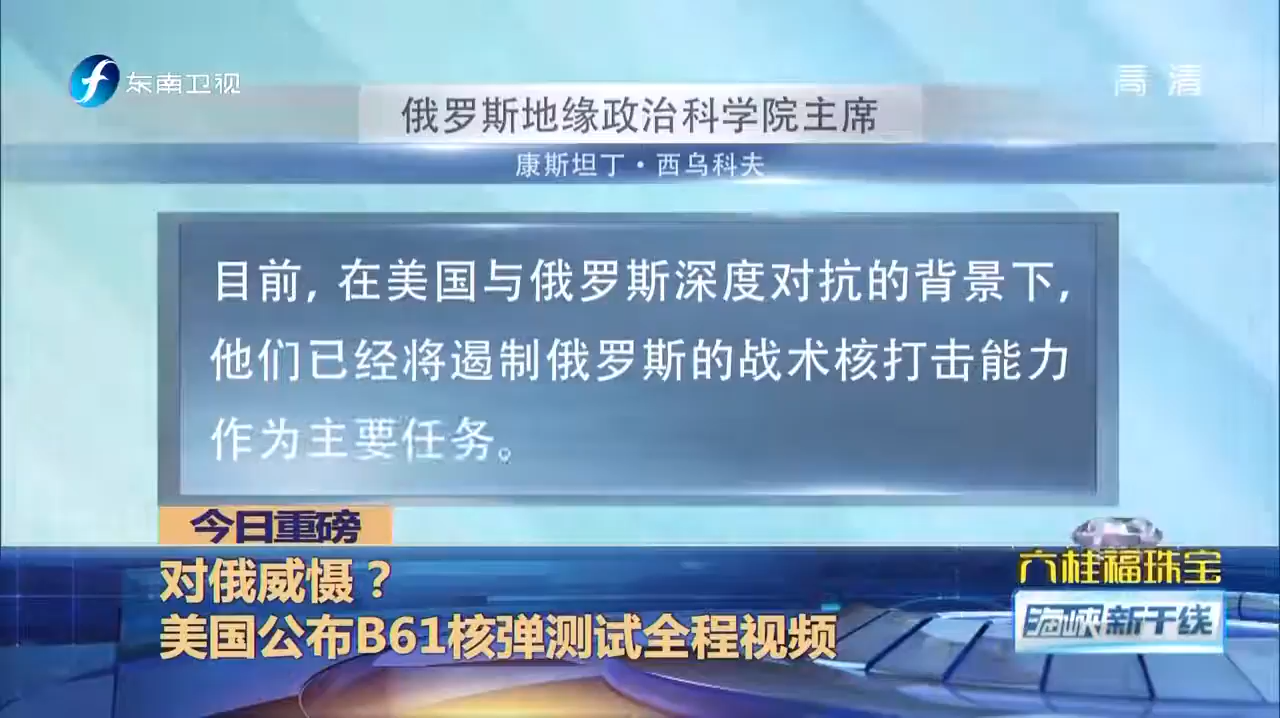 东南卫视
高清
俄罗斯地缘政治科学院主席
康斯坦丁·西乌科夫
目前，在美国与俄罗斯深度对抗的背景下，
他们已经将遏制俄罗斯的战术核打击能力
作为主要任务。
今日重磅
对俄威慑？
美国公布B61核弹测试全程视频
六桂福珠宝
海峡新干线